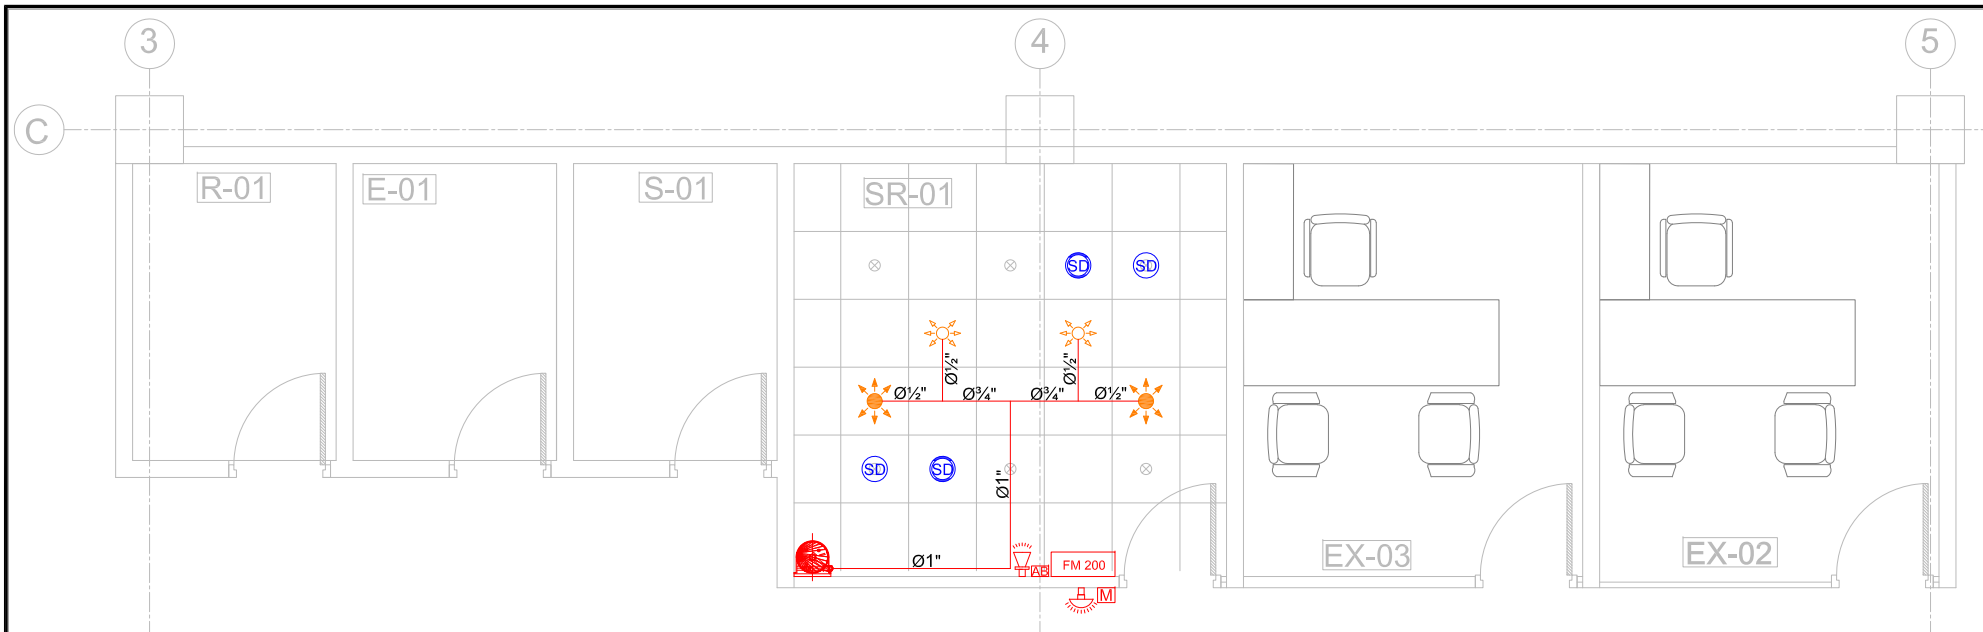 3
4
5
C
R-01
E-01
S-01
SR-01
SD
SD
Ø½"
Ø½"
Ø½"
Ø¾"
Ø¾"
Ø½"
SD
SD
Ø1"
Ø1"
AB
FM 200
M
EX-03
EX-02